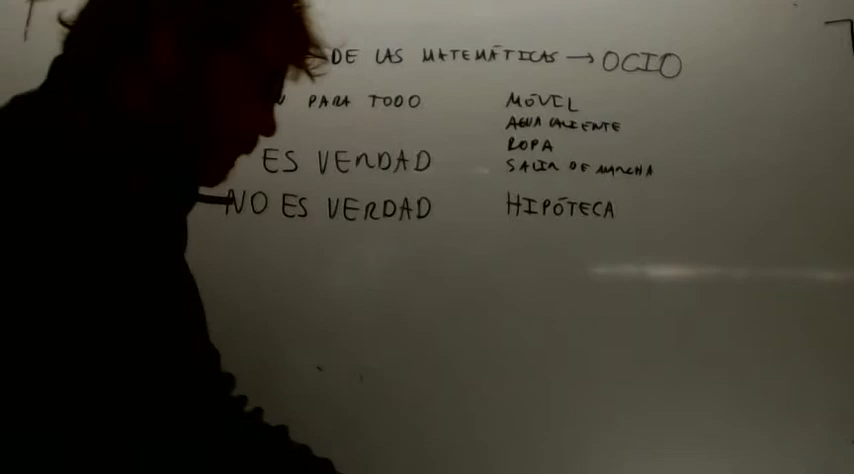 DE LAS MATEMÁTICAS → OCIO
PARA TODO
MÓVIL
AGUA CALIENTE
ES VERDAD
ROPA
SALIR DE MARCHA
NO ES VERDAD
HIPÓTECA